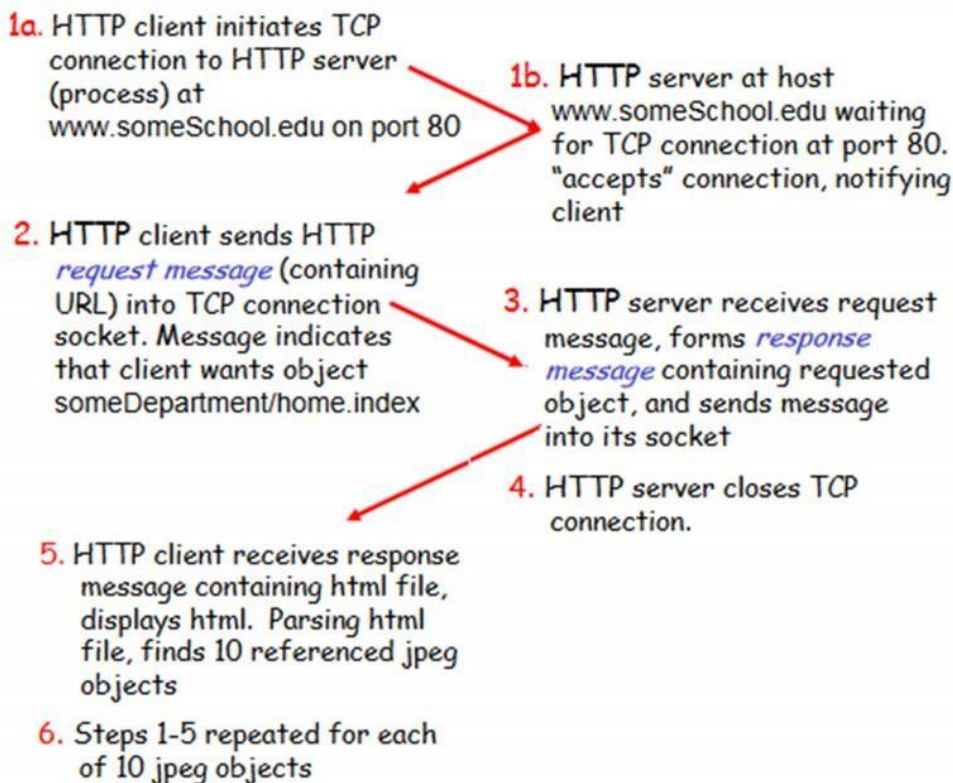 1a. HTTP client initiates TCP
connection to HTTP server
(process) at
www.someSchool.edu on port 80
1b. HTTP server at host
www.someSchool.edu waiting
for TCP connection at port 80.
“accepts” connection, notifying
client
2. HTTP client sends HTTP
request message (containing
URL) into TCP connection
socket. Message indicates
that client wants object
someDepartment/home.index
3. HTTP server receives request
message, forms response
message containing requested
object, and sends message
into its socket
4. HTTP server closes TCP
connection.
5. HTTP client receives response
message containing html file,
displays html. Parsing html
file, finds 10 referenced jpeg
objects
6. Steps 1-5 repeated for each
of 10 jpeg objects